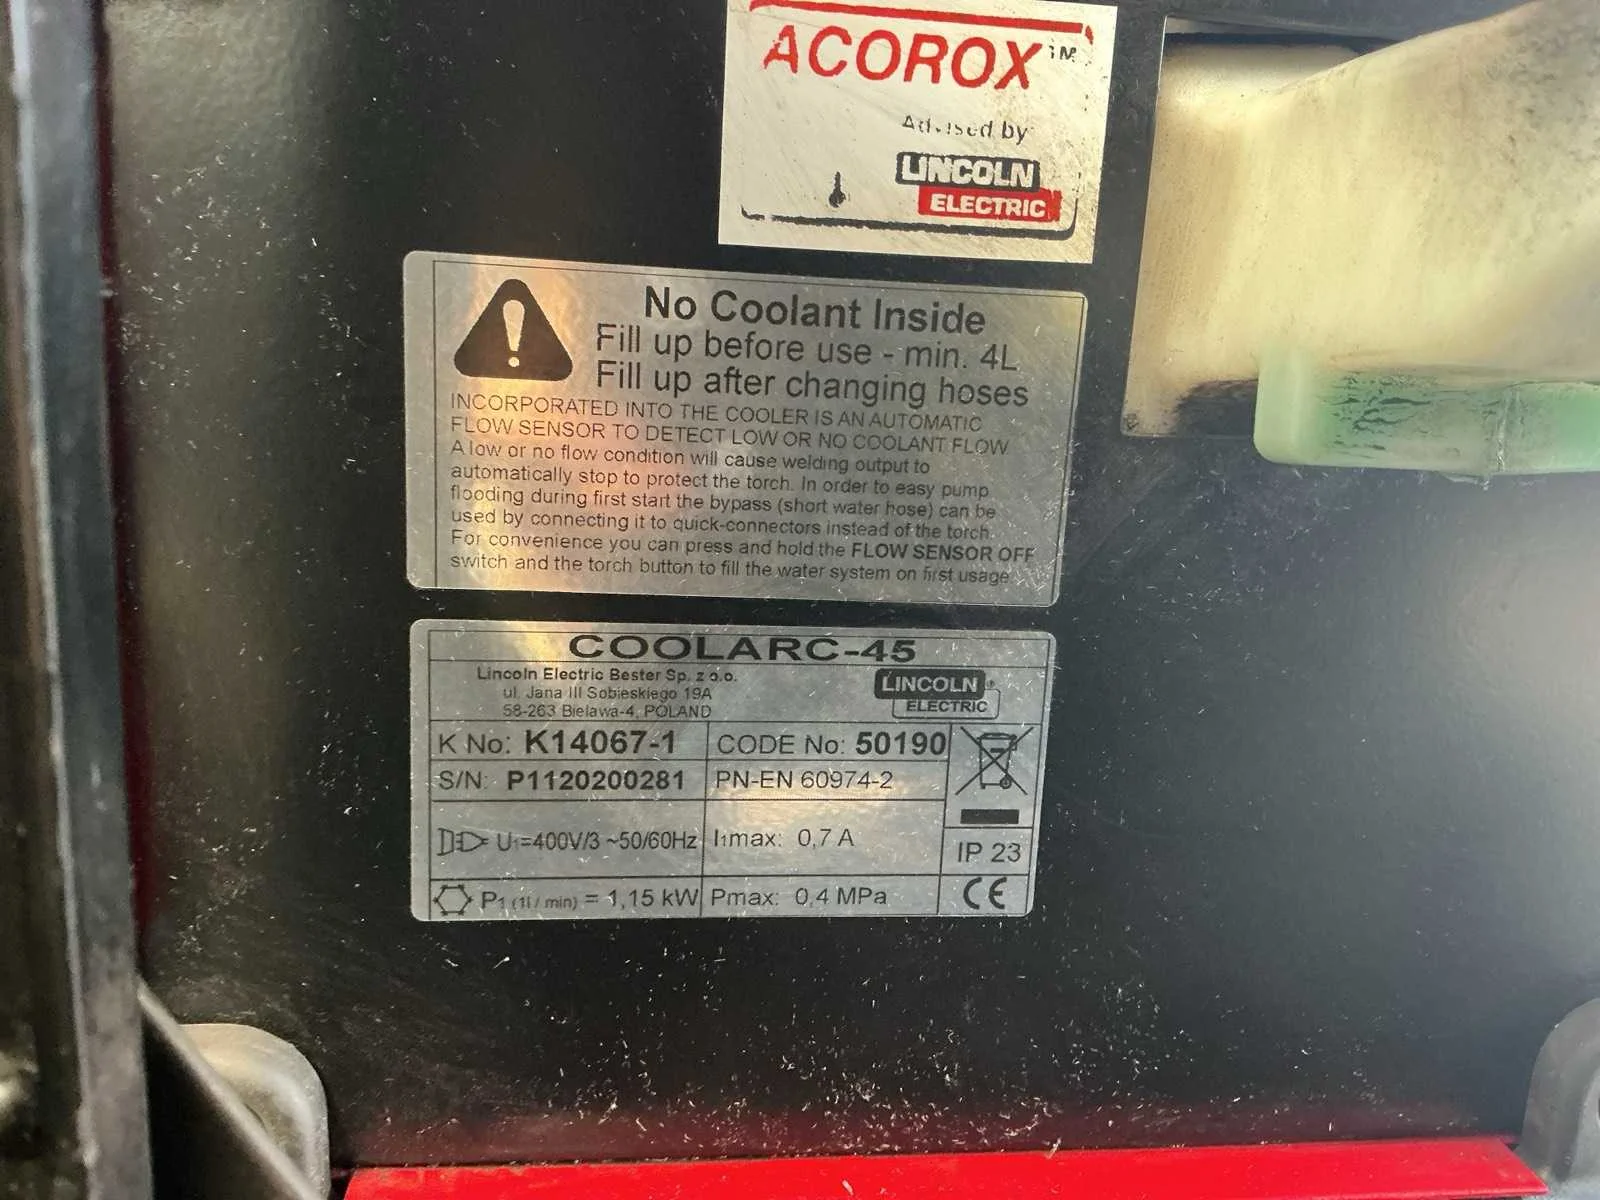 ACOROX™
Advised by:
LINCOLN
ELECTRIC
No Coolant Inside
Fill up before use - min. 4L
Fill up after changing hoses
INCORPORATED INTO THE COOLER IS AN AUTOMATIC
FLOW SENSOR TO DETECT LOW OR NO COOLANT FLOW
A low or no flow condition will cause welding output to
automatically stop to protect the torch. In order to easy pump
flooding during first start the bypass (short water hose) can be
used by connecting it to quick-connectors instead of the torch.
For convenience you can press and hold the FLOW SENSOR OFF
switch and the torch button to fill the water system on first usage
COOLARC-45
Lincoln Electric Bester Sp. z o.o.
ul. Jana III Sobieskiego 19A
58-263 Bielawa-4, POLAND
LINCOLN®
ELECTRIC
K No: K14067-1
CODE No: 50190
S/N: P1120200281
PN-EN 60974-2
U1=400V/3 ~50/60Hz
I1max: 0,7 A
IP 23
P1 (1l / min) = 1,15 kW
Pmax: 0,4 MPa
CE